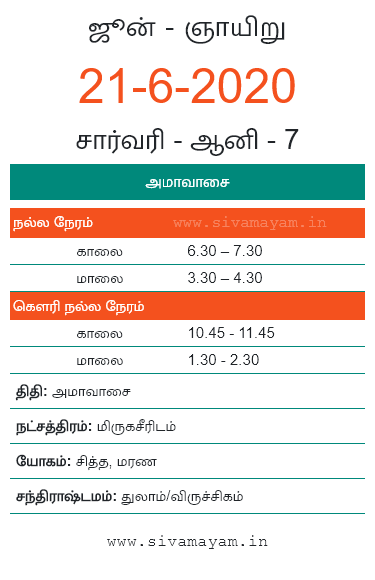 ஜூன் - ஞாயிறு
21-6-2020
சார்வரி - ஆனி - 7
அமாவாசை
நல்ல நேரம் www.sivamayam.in
காலை 6.30 – 7.30
மாலை 3.30 – 4.30
கௌரி நல்ல நேரம்
காலை 10.45 - 11.45
மாலை 1.30 - 2.30
திதி: அமாவாசை
நட்சத்திரம்: மிருகசீரிடம்
யோகம்: சித்த, மரண
சந்திராஷ்டமம்: துலாம்/விருச்சிகம்
www.sivamayam.in